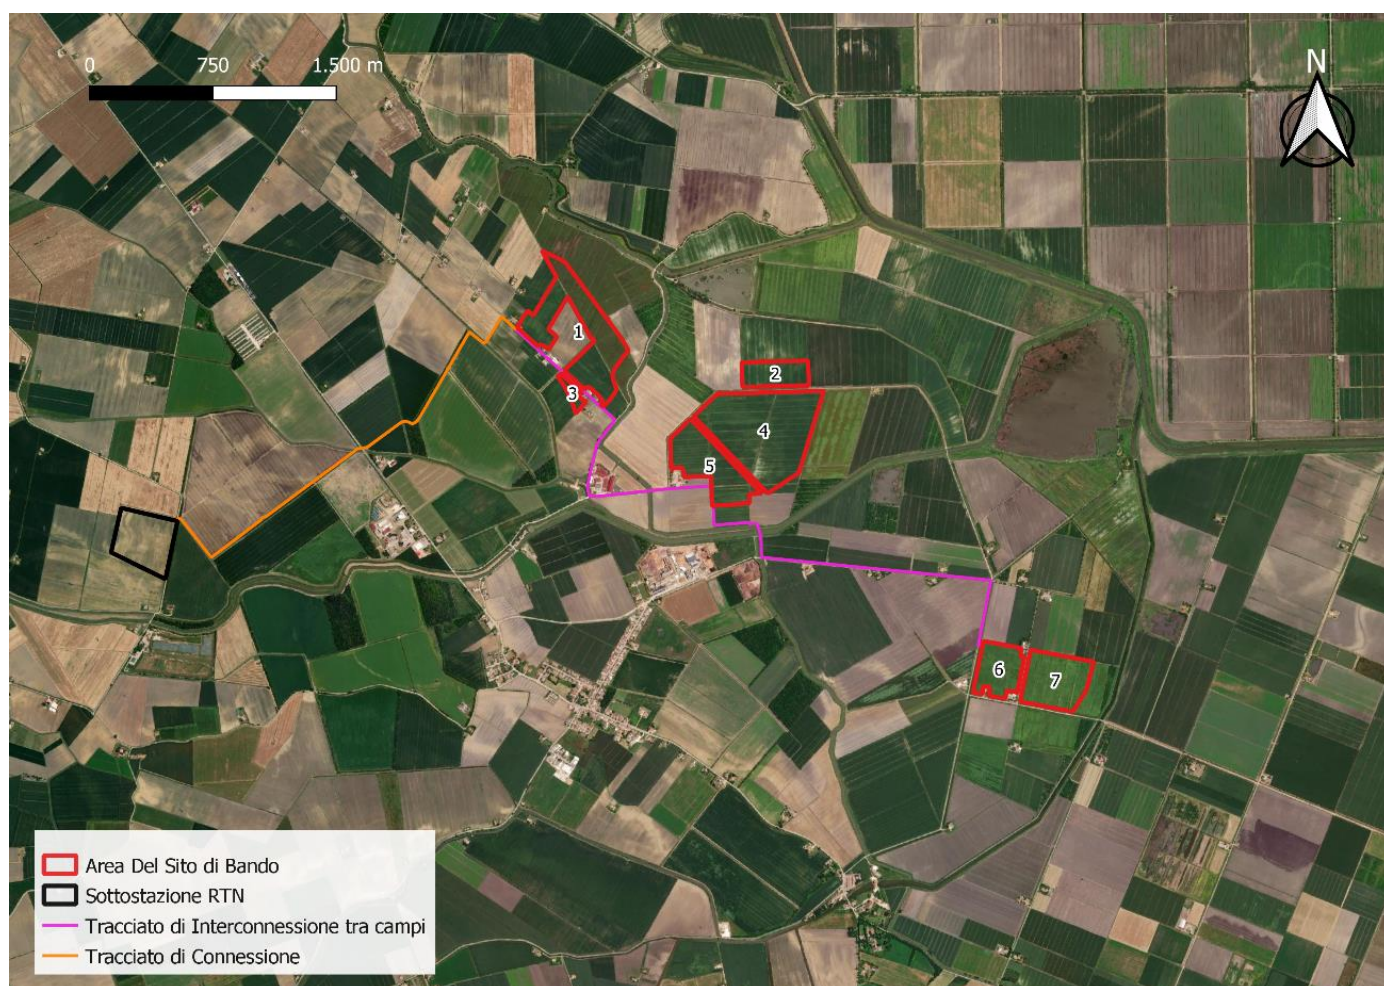 0 750 1.500 m
N
1
2
3
4
5
6
7
Area Del Sito di Bando
Sottostazione RTN
Tracciato di Interconnessione tra campi
Tracciato di Connessione